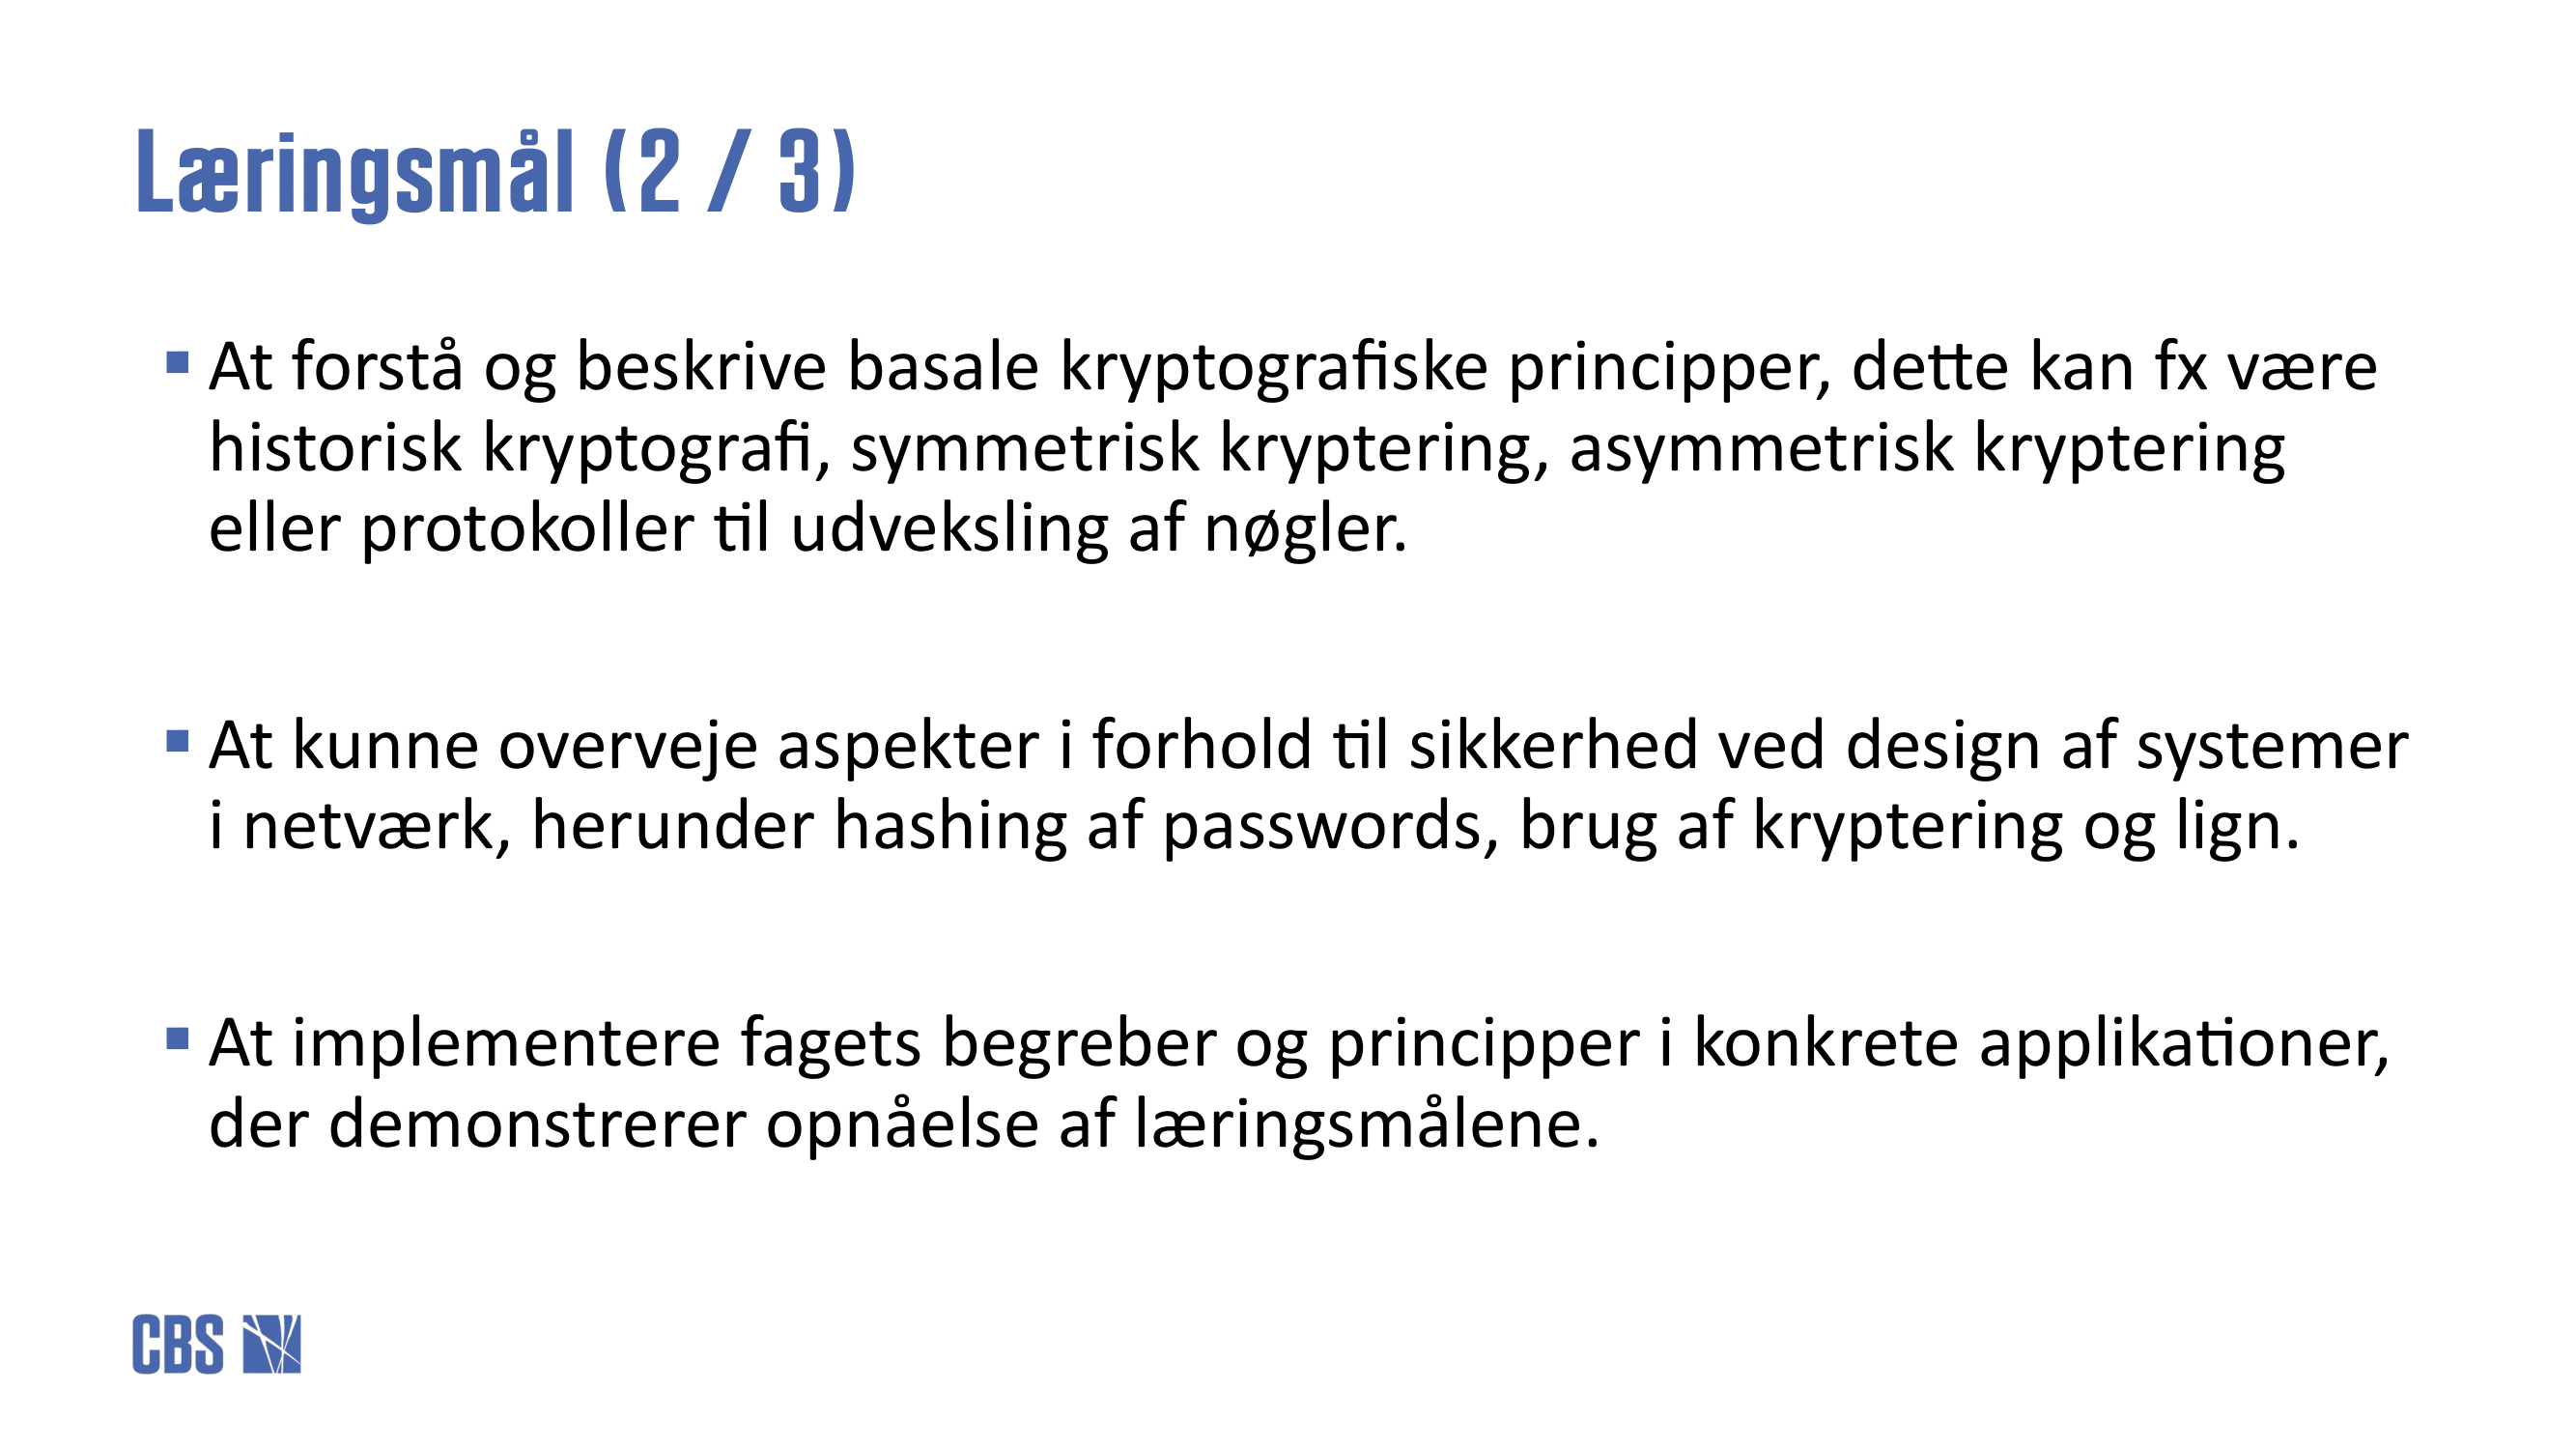 Læringsmål (2 / 3)
▪ At forstå og beskrive basale kryptografiske principper, dette kan fx være
historisk kryptografi, symmetrisk kryptering, asymmetrisk kryptering
eller protokoller til udveksling af nøgler.
▪ At kunne overveje aspekter i forhold til sikkerhed ved design af systemer
i netværk, herunder hashing af passwords, brug af kryptering og lign.
▪ At implementere fagets begreber og principper i konkrete applikationer,
der demonstrerer opnåelse af læringsmålene.
CBS